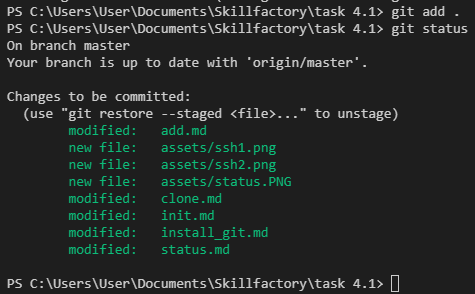 PS C:\Users\User\Documents\Skillfactory\task 4.1> git add .
PS C:\Users\User\Documents\Skillfactory\task 4.1> git status
On branch master
Your branch is up to date with 'origin/master'.

Changes to be committed:
  (use "git restore --staged <file>..." to unstage)
        modified:   add.md
        new file:   assets/ssh1.png
        new file:   assets/ssh2.png
        new file:   assets/status.PNG
        modified:   clone.md
        modified:   init.md
        modified:   install_git.md
        modified:   status.md

PS C:\Users\User\Documents\Skillfactory\task 4.1>